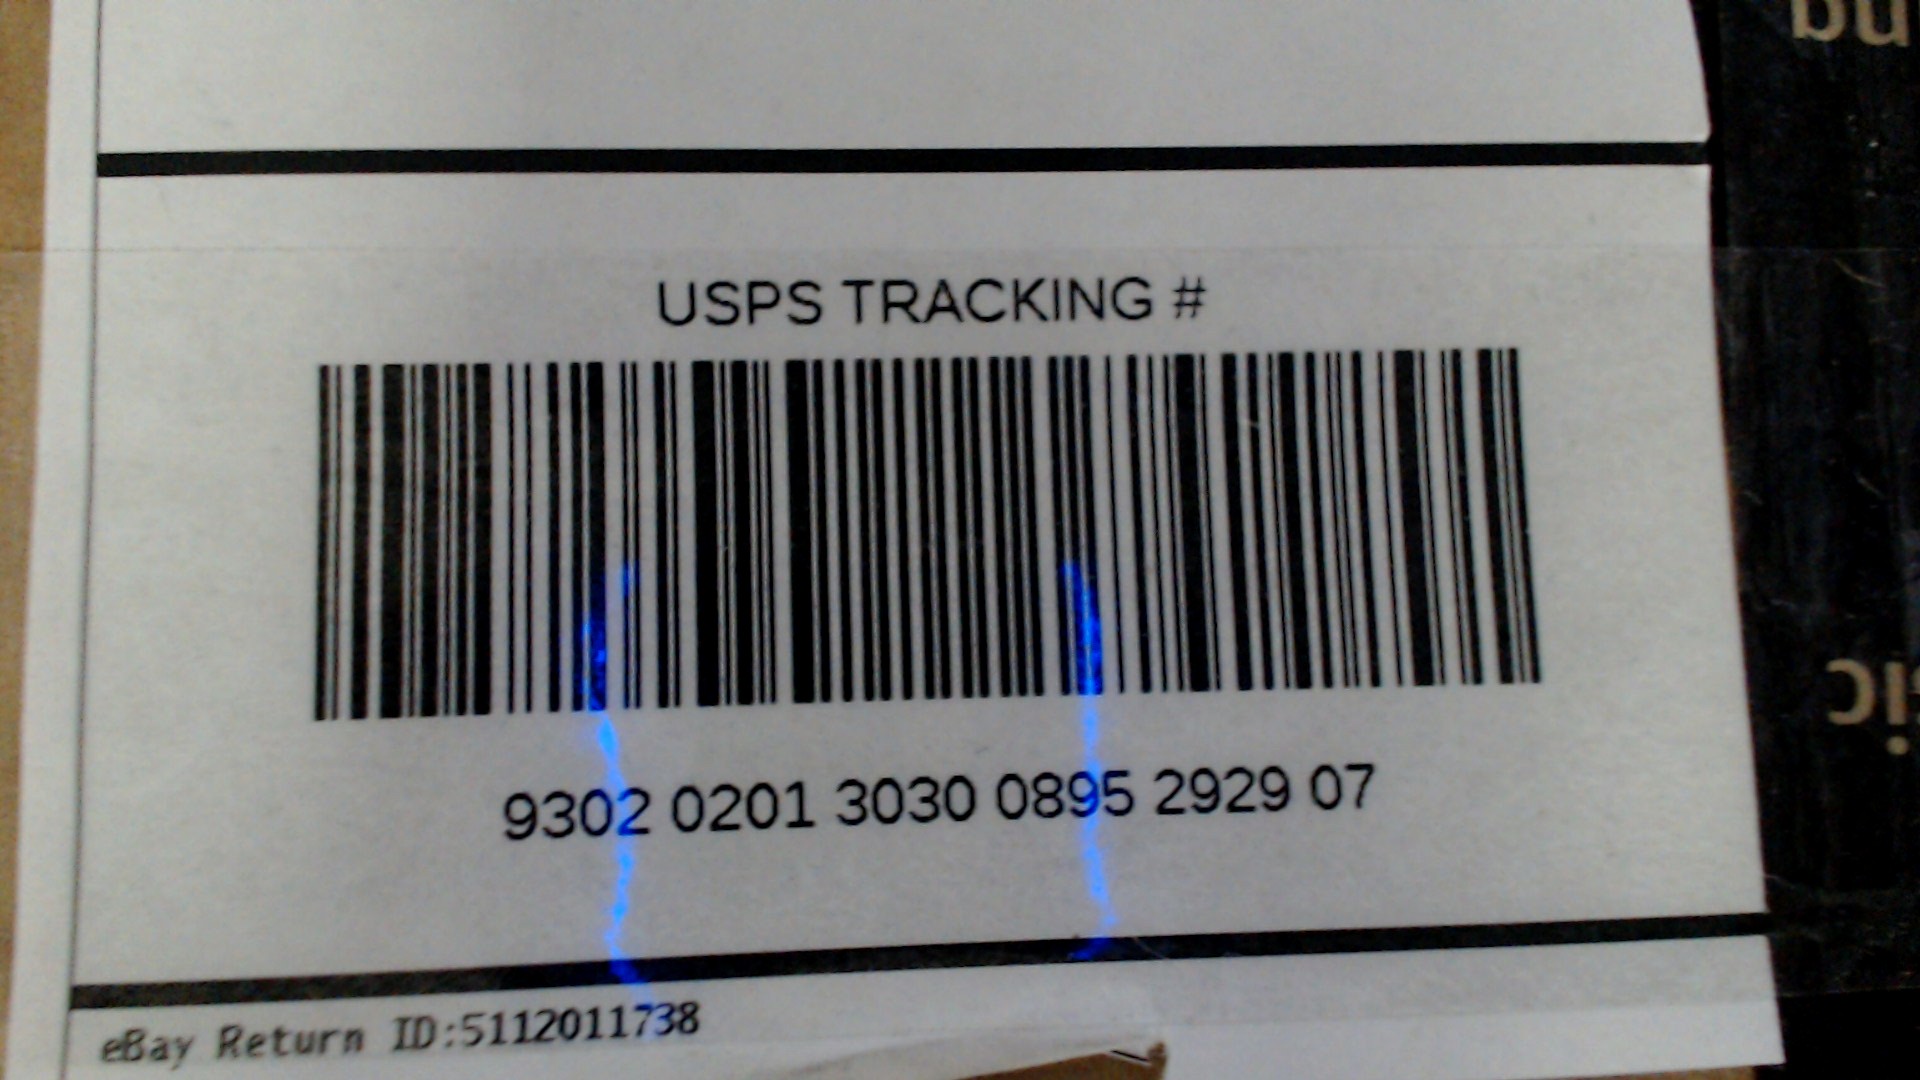 USPS TRACKING #
9302 0201 3030 0895 2929 07
eBay Return ID:5112011738